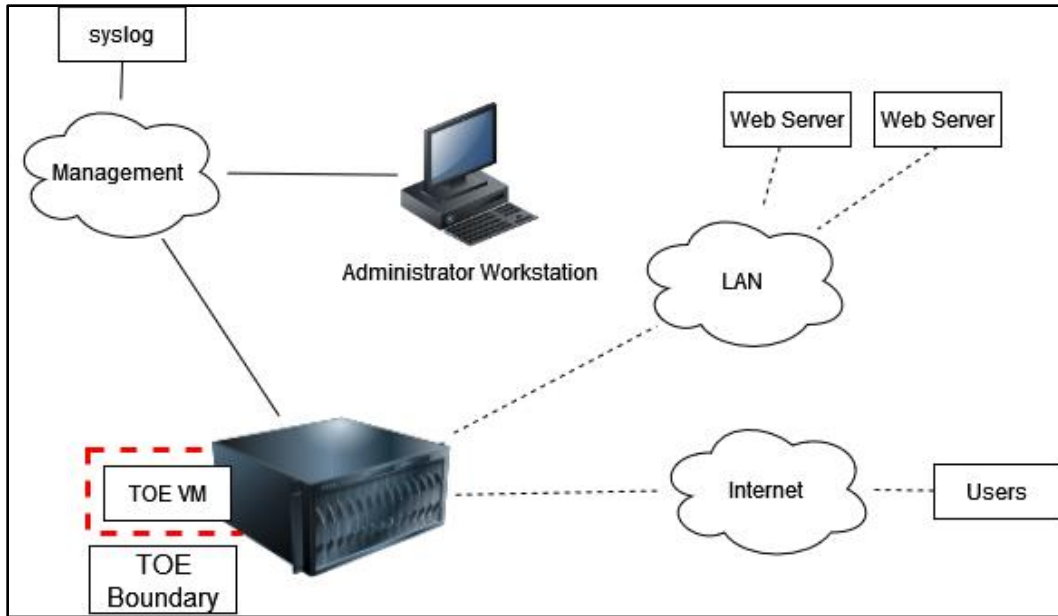 syslog
Management
Administrator Workstation
Web Server
Web Server
LAN
TOE VM
TOE
Boundary
Internet
Users